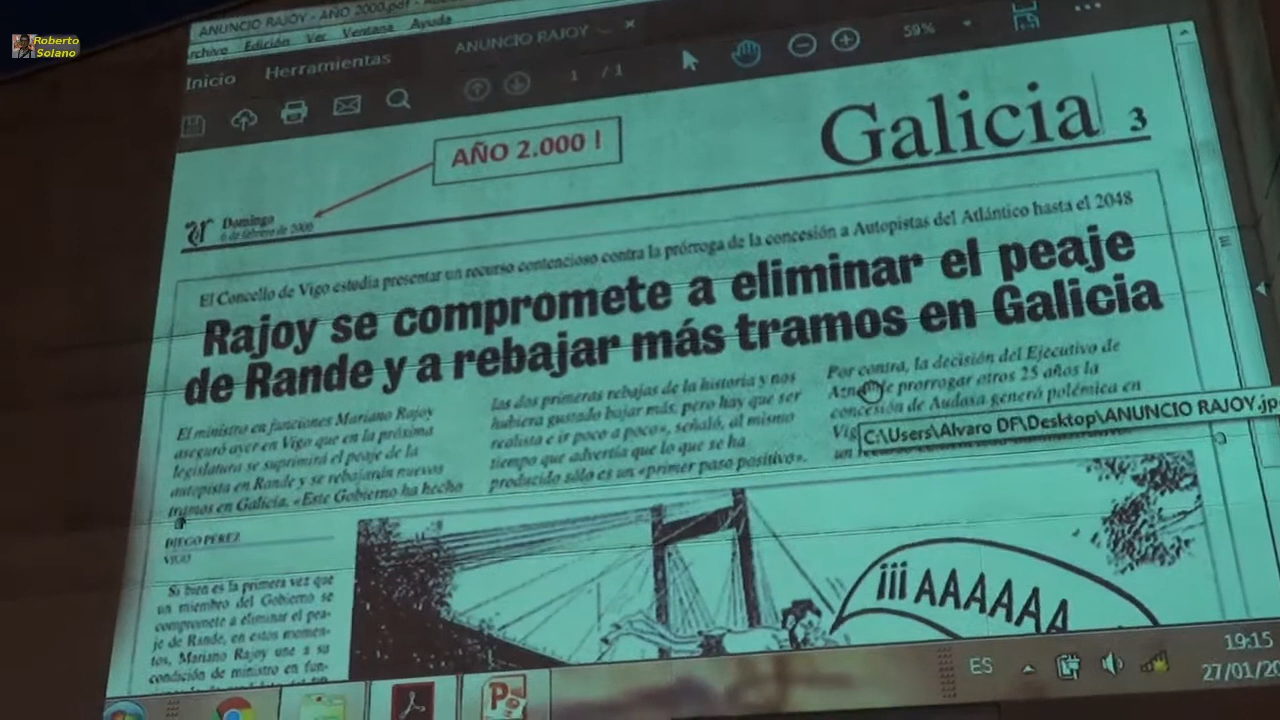 Roberto
Solano
ANUNCIO RAJOY - AÑO 2000.pdf
Archivo Edición Ver Ventana Ayuda
Inicio Herramientas ANUNCIO RAJOY
1 / 1 59%
AÑO 2.000 !
Galicia 3
Domingo
6 de febrero de 2000
El Concello de Vigo estudia presentar un recurso contencioso contra la prórroga de la concesión a Autopistas del Atlántico hasta el 2048
Rajoy se compromete a eliminar el peaje
de Rande y a rebajar más tramos en Galicia
El ministro en funciones Mariano Rajoy
aseguró ayer en Vigo que en la próxima
legislatura se suprimirá el peaje de la
autopista en Rande y se rebajarán nuevos
tramos en Galicia. «Este Gobierno ha hecho
las dos primeras rebajas de la historia y nos
hubiera gustado bajar más, pero hay que ser
realista e ir poco a poco», señaló, al mismo
tiempo que advertía que lo que se ha
producido sólo es un «primer paso positivo».
Por contra, la decisión del Ejecutivo de
Aznar de prorrogar otros 25 años la
concesión de Audasa generó polémica en
Vig
un
C:\Users\Alvaro DF\Desktop\ANUNCIO RAJOY.jp
DIEGO PÉREZ
VIGO
Si bien es la primera vez que
un miembro del Gobierno se
compromete a eliminar el pea-
je de Rande, en estos momen-
tos, Mariano Rajoy une a su
condición de ministro en fun-
¡¡¡ AAAAAA
ES
19:15
27/01/20